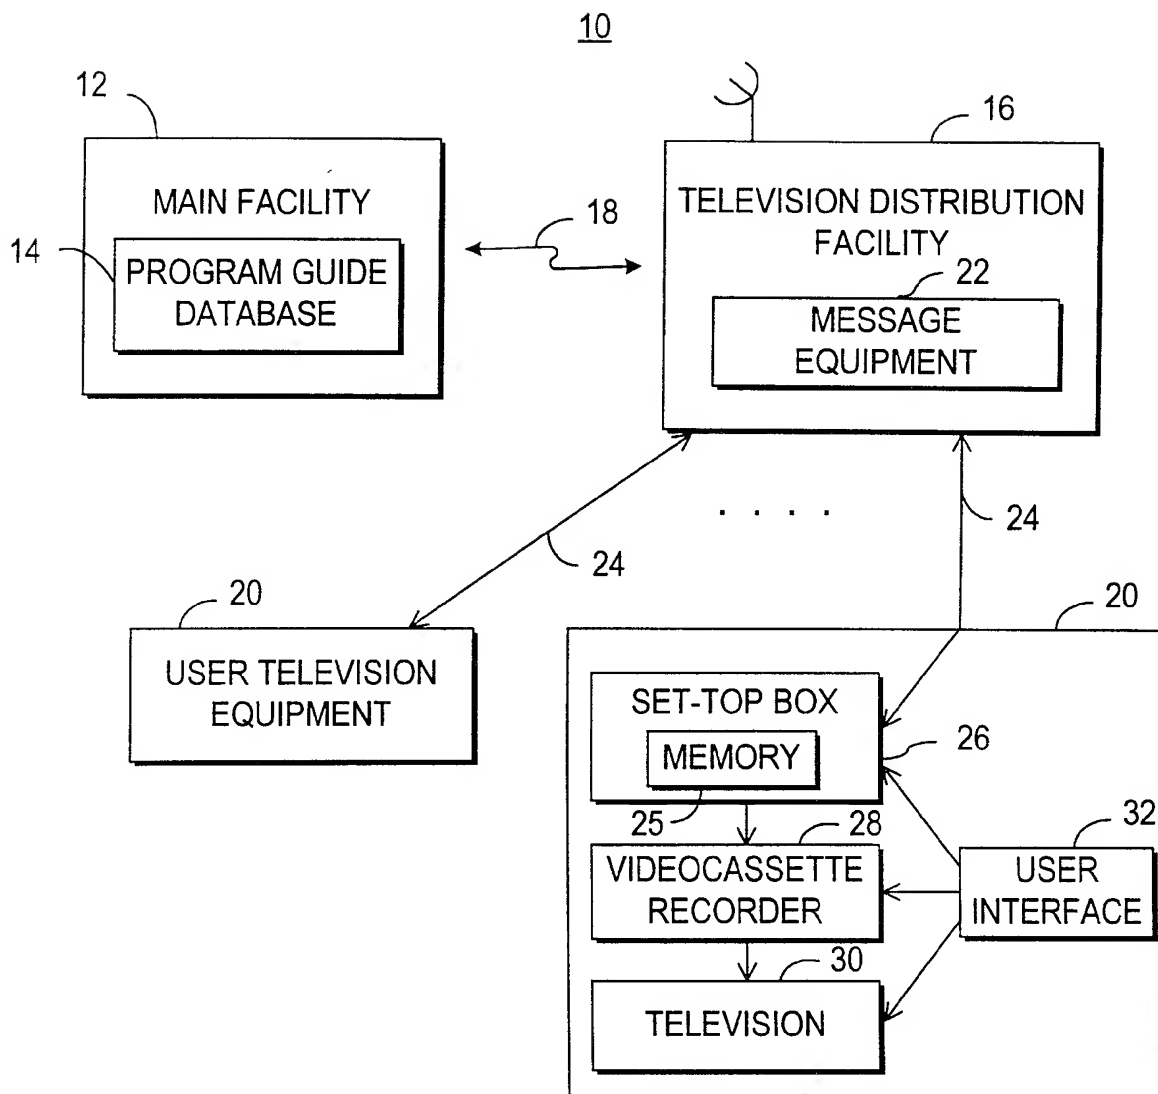 10
12
16
MAIN FACILITY
14
PROGRAM GUIDE
DATABASE
18
TELEVISION DISTRIBUTION
FACILITY
22
MESSAGE
EQUIPMENT
. . . .
24
24
20
USER TELEVISION
EQUIPMENT
20
SET-TOP BOX
MEMORY
26
25
28
VIDEOCASSETTE
RECORDER
32
USER
INTERFACE
30
TELEVISION